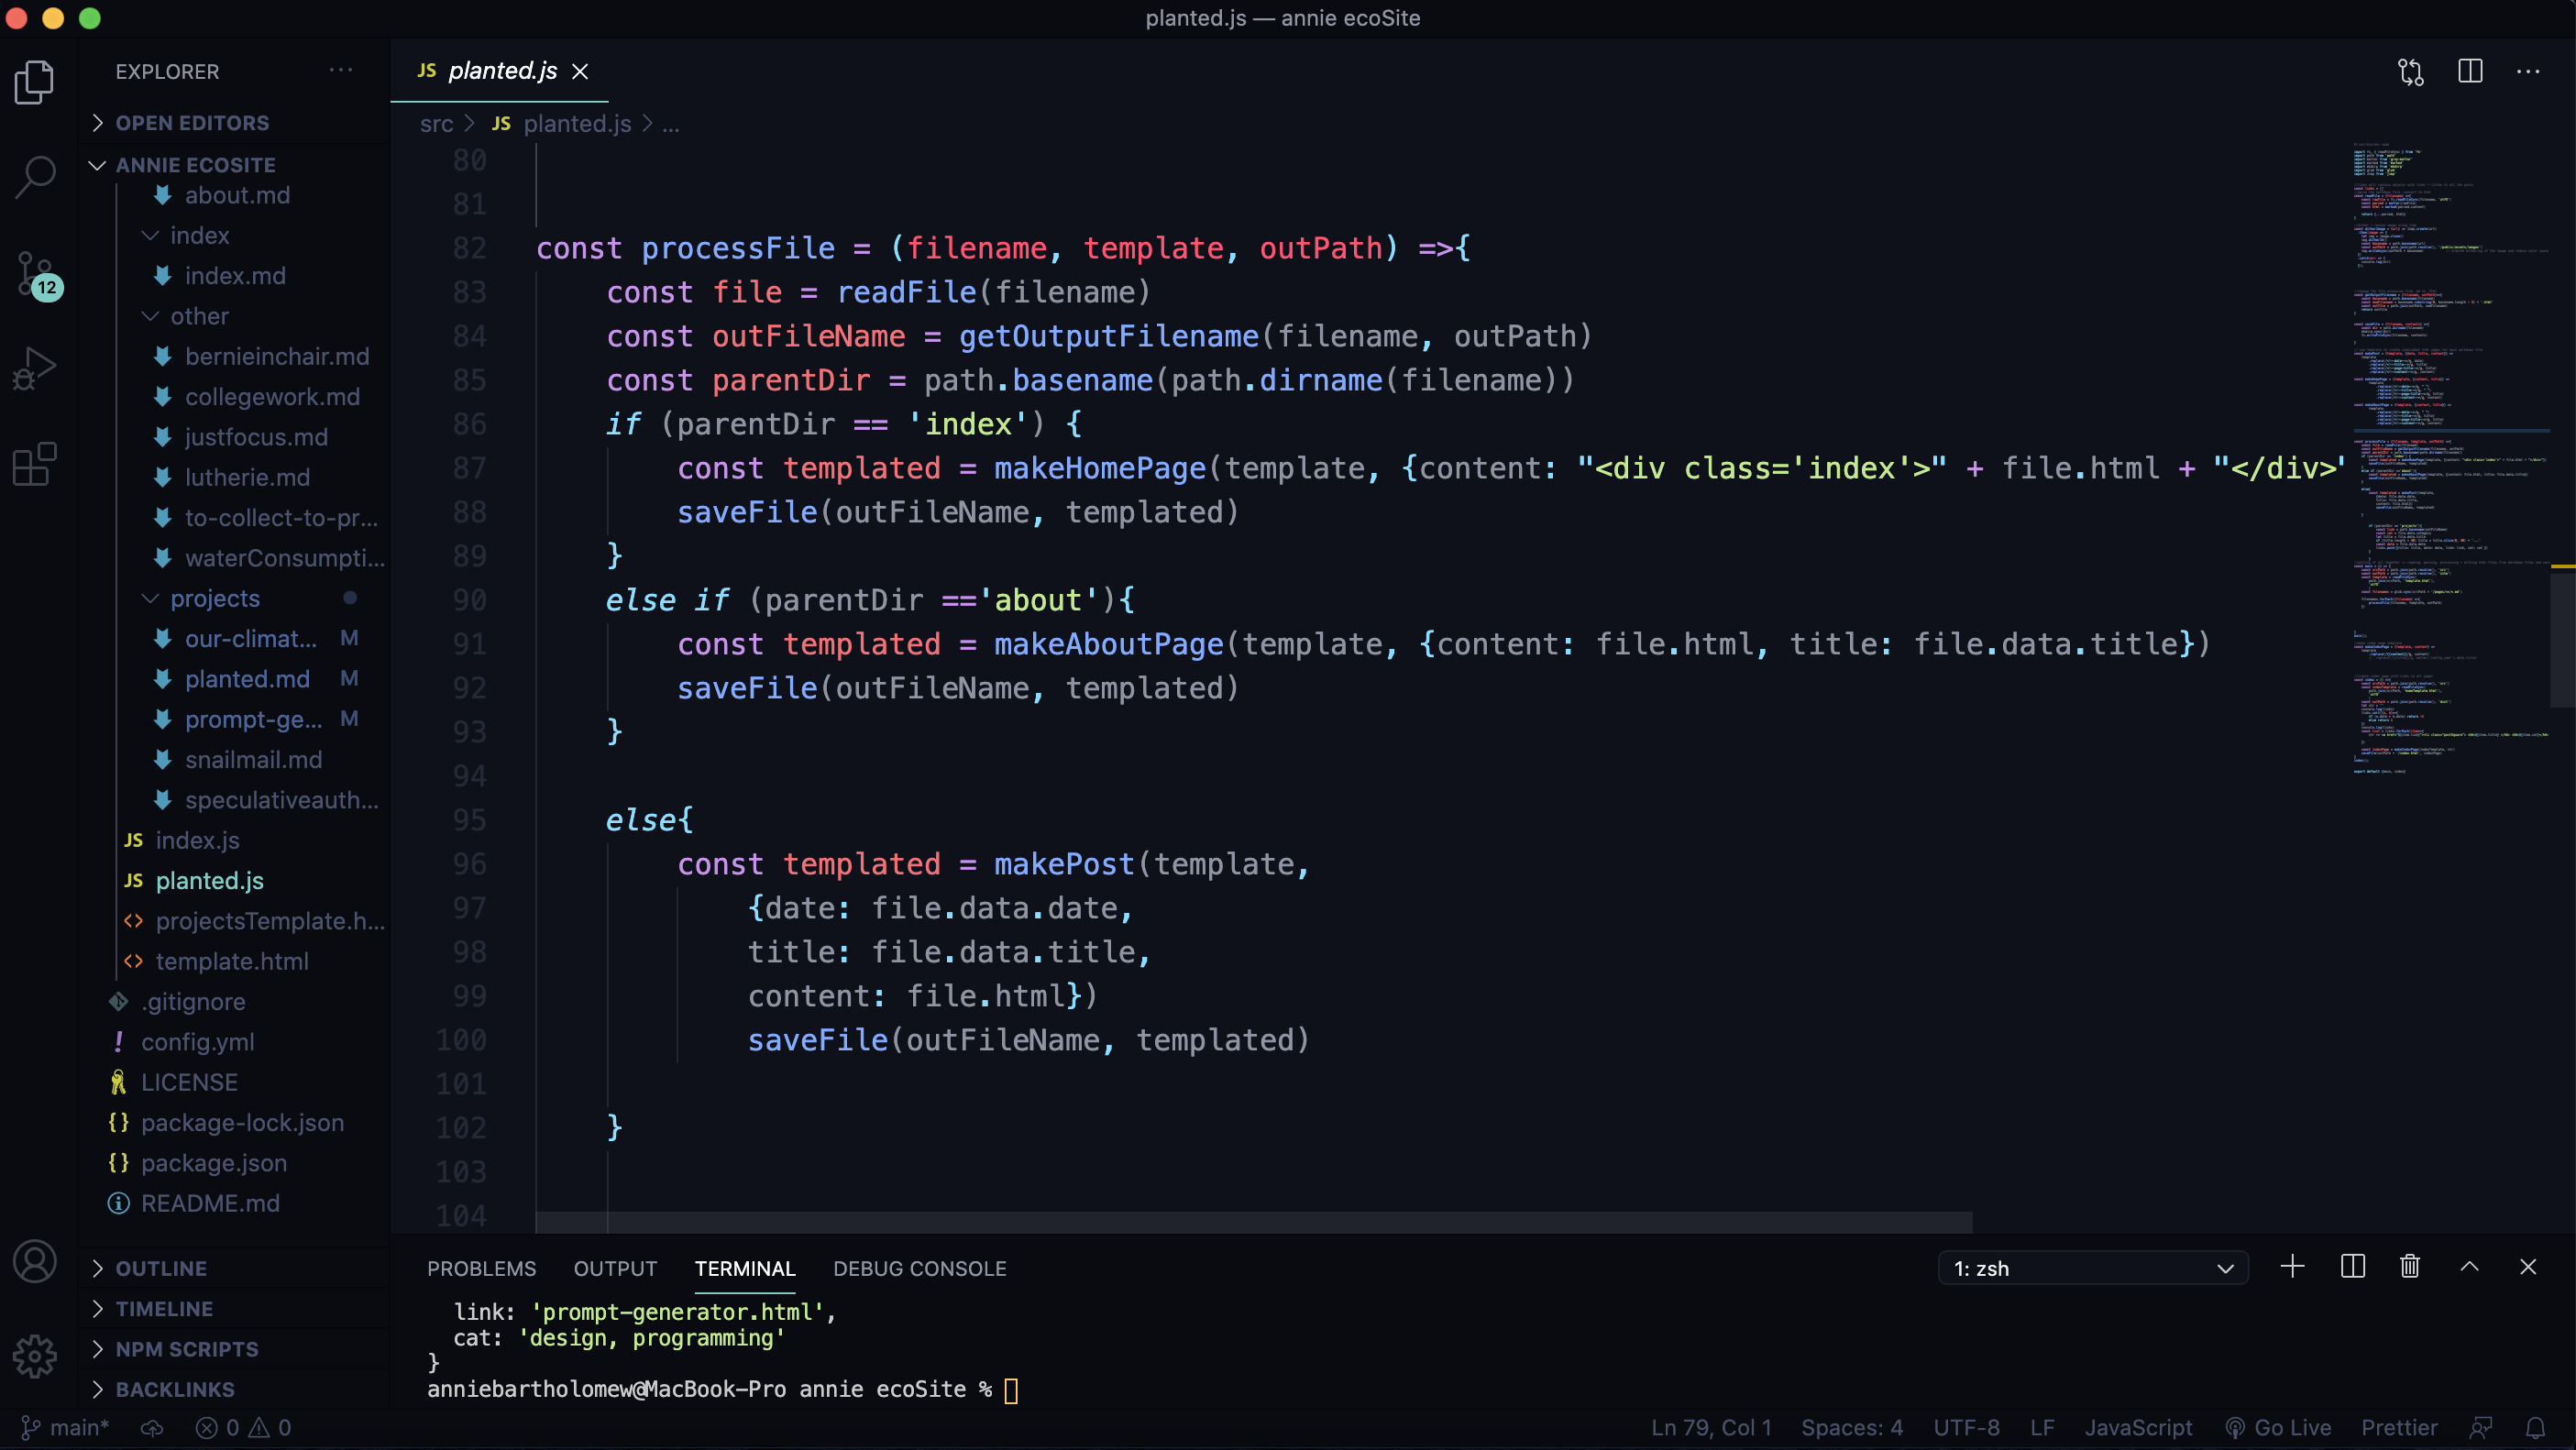 planted.js — annie ecoSite
EXPLORER
OPEN EDITORS
ANNIE ECOSITE
about.md
index
index.md
other
bernieinchair.md
collegework.md
justfocus.md
lutherie.md
to-collect-to-pr...
waterConsumpti...
projects
our-climat... M
planted.md M
prompt-ge... M
snailmail.md
speculativeauth...
JS index.js
JS planted.js
<> projectsTemplate.h...
<> template.html
.gitignore
! config.yml
LICENSE
{} package-lock.json
{} package.json
README.md
OUTLINE
TIMELINE
NPM SCRIPTS
BACKLINKS
12
JS planted.js
src > JS planted.js > ...
80
81
82 const processFile = (filename, template, outPath) =>{
83 const file = readFile(filename)
84 const outFileName = getOutputFilename(filename, outPath)
85 const parentDir = path.basename(path.dirname(filename))
86 if (parentDir == 'index') {
87 const templated = makeHomePage(template, {content: "<div class='index'>" + file.html + "</div>"
88 saveFile(outFileName, templated)
89 }
90 else if (parentDir =='about'){
91 const templated = makeAboutPage(template, {content: file.html, title: file.data.title})
92 saveFile(outFileName, templated)
93 }
94
95 else{
96 const templated = makePost(template,
97 {date: file.data.date,
98 title: file.data.title,
99 content: file.html})
100 saveFile(outFileName, templated)
101
102 }
103
104
PROBLEMS OUTPUT TERMINAL DEBUG CONSOLE 1: zsh
link: 'prompt-generator.html',
cat: 'design, programming'
}
anniebartholomew@MacBook-Pro annie ecoSite %
main* 0 0 Ln 79, Col 1 Spaces: 4 UTF-8 LF JavaScript Go Live Prettier